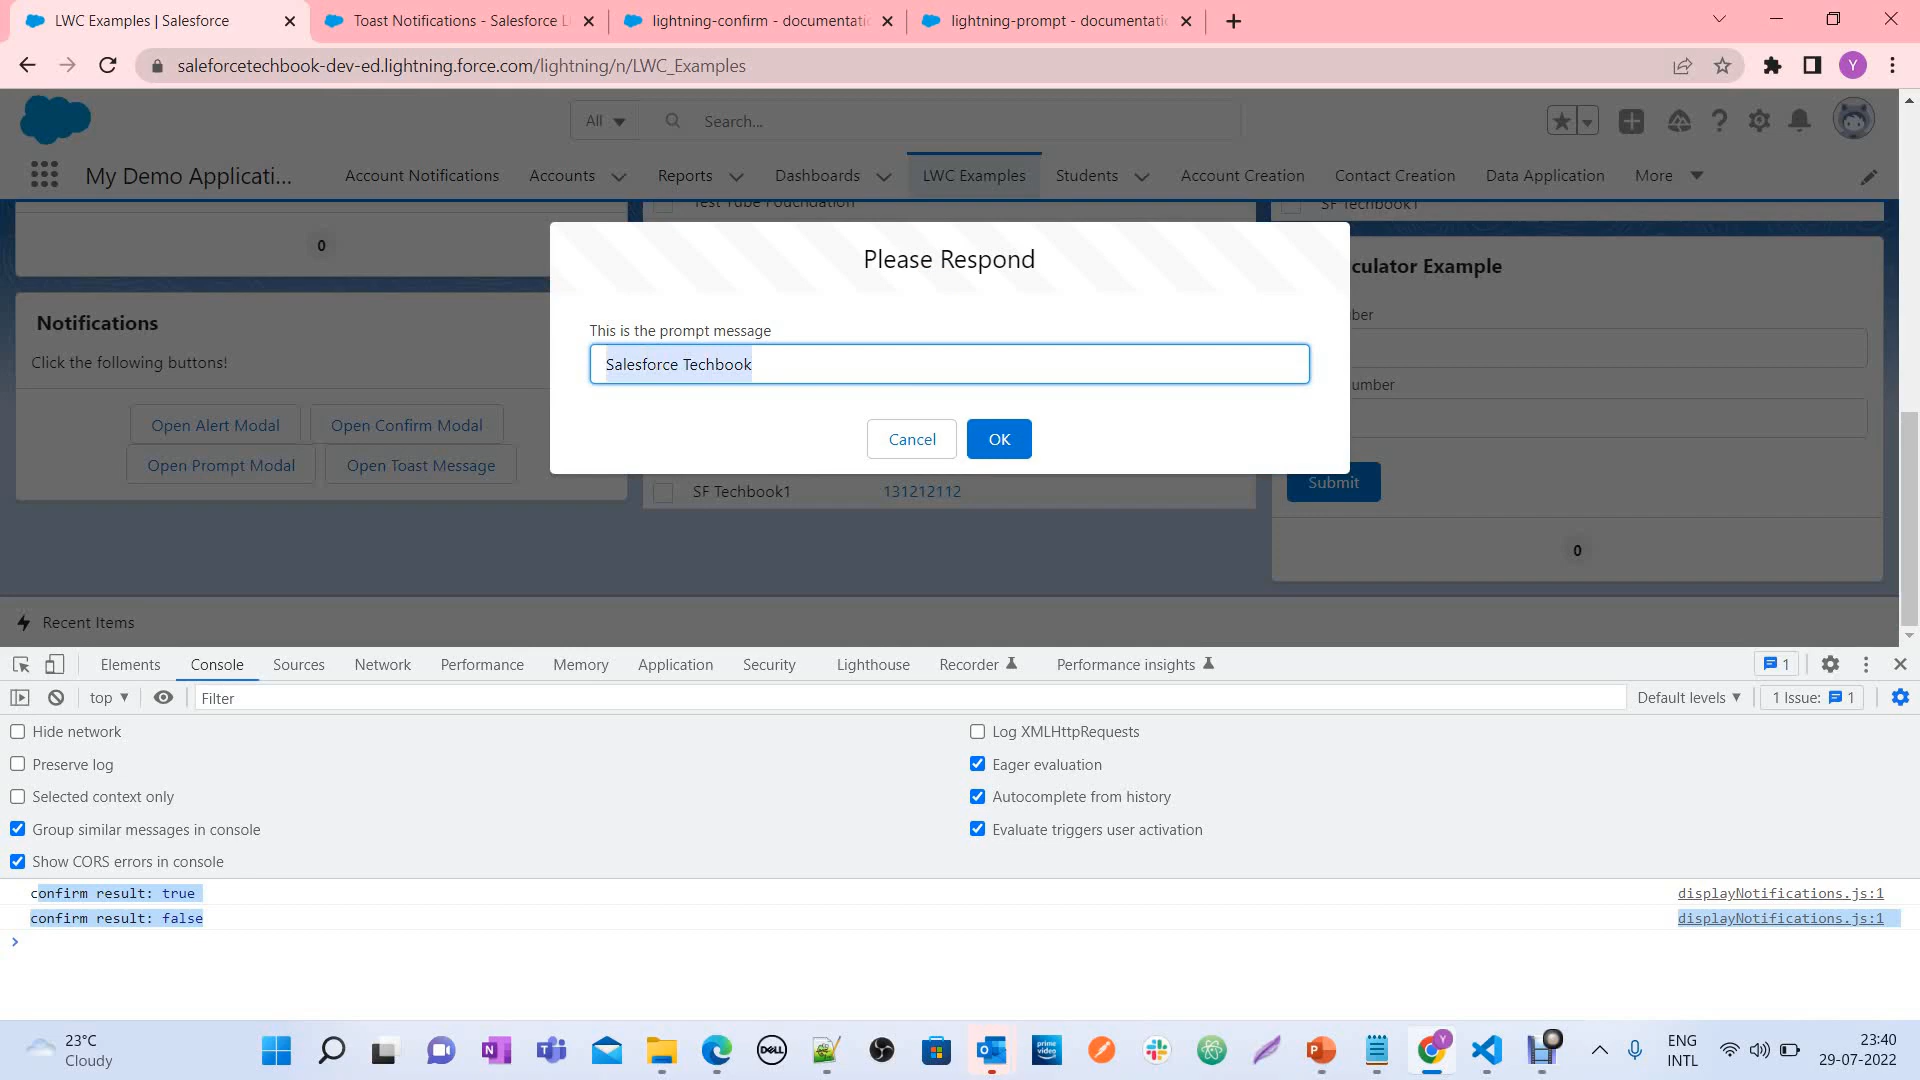 LWC Examples | Salesforce
Toast Notifications - Salesforce L
lightning-confirm - documentatio
lightning-prompt - documentatio
saleforcetechbook-dev-ed.lightning.force.com/lightning/n/LWC_Examples
Y
All
Search...
My Demo Applicati...
Account Notifications
Accounts
Reports
Dashboards
LWC Examples
Students
Account Creation
Contact Creation
Data Application
More
SF Techbook1
0
Please Respond
culator Example
This is the prompt message
ber
Salesforce Techbook
Notifications
Click the following buttons!
umber
Open Alert Modal
Open Confirm Modal
Cancel
OK
Open Prompt Modal
Open Toast Message
SF Techbook1
131212112
Submit
0
Recent Items
Elements
Console
Sources
Network
Performance
Memory
Application
Security
Lighthouse
Recorder
Performance insights
1
top
Filter
Default levels
1 Issue: 1
Hide network
Log XMLHttpRequests
Preserve log
Eager evaluation
Selected context only
Autocomplete from history
Group similar messages in console
Evaluate triggers user activation
Show CORS errors in console
confirm result: true
displayNotifications.js:1
confirm result: false
displayNotifications.js:1
23°C
Cloudy
DELL
prime video
ENG
INTL
23:40
29-07-2022